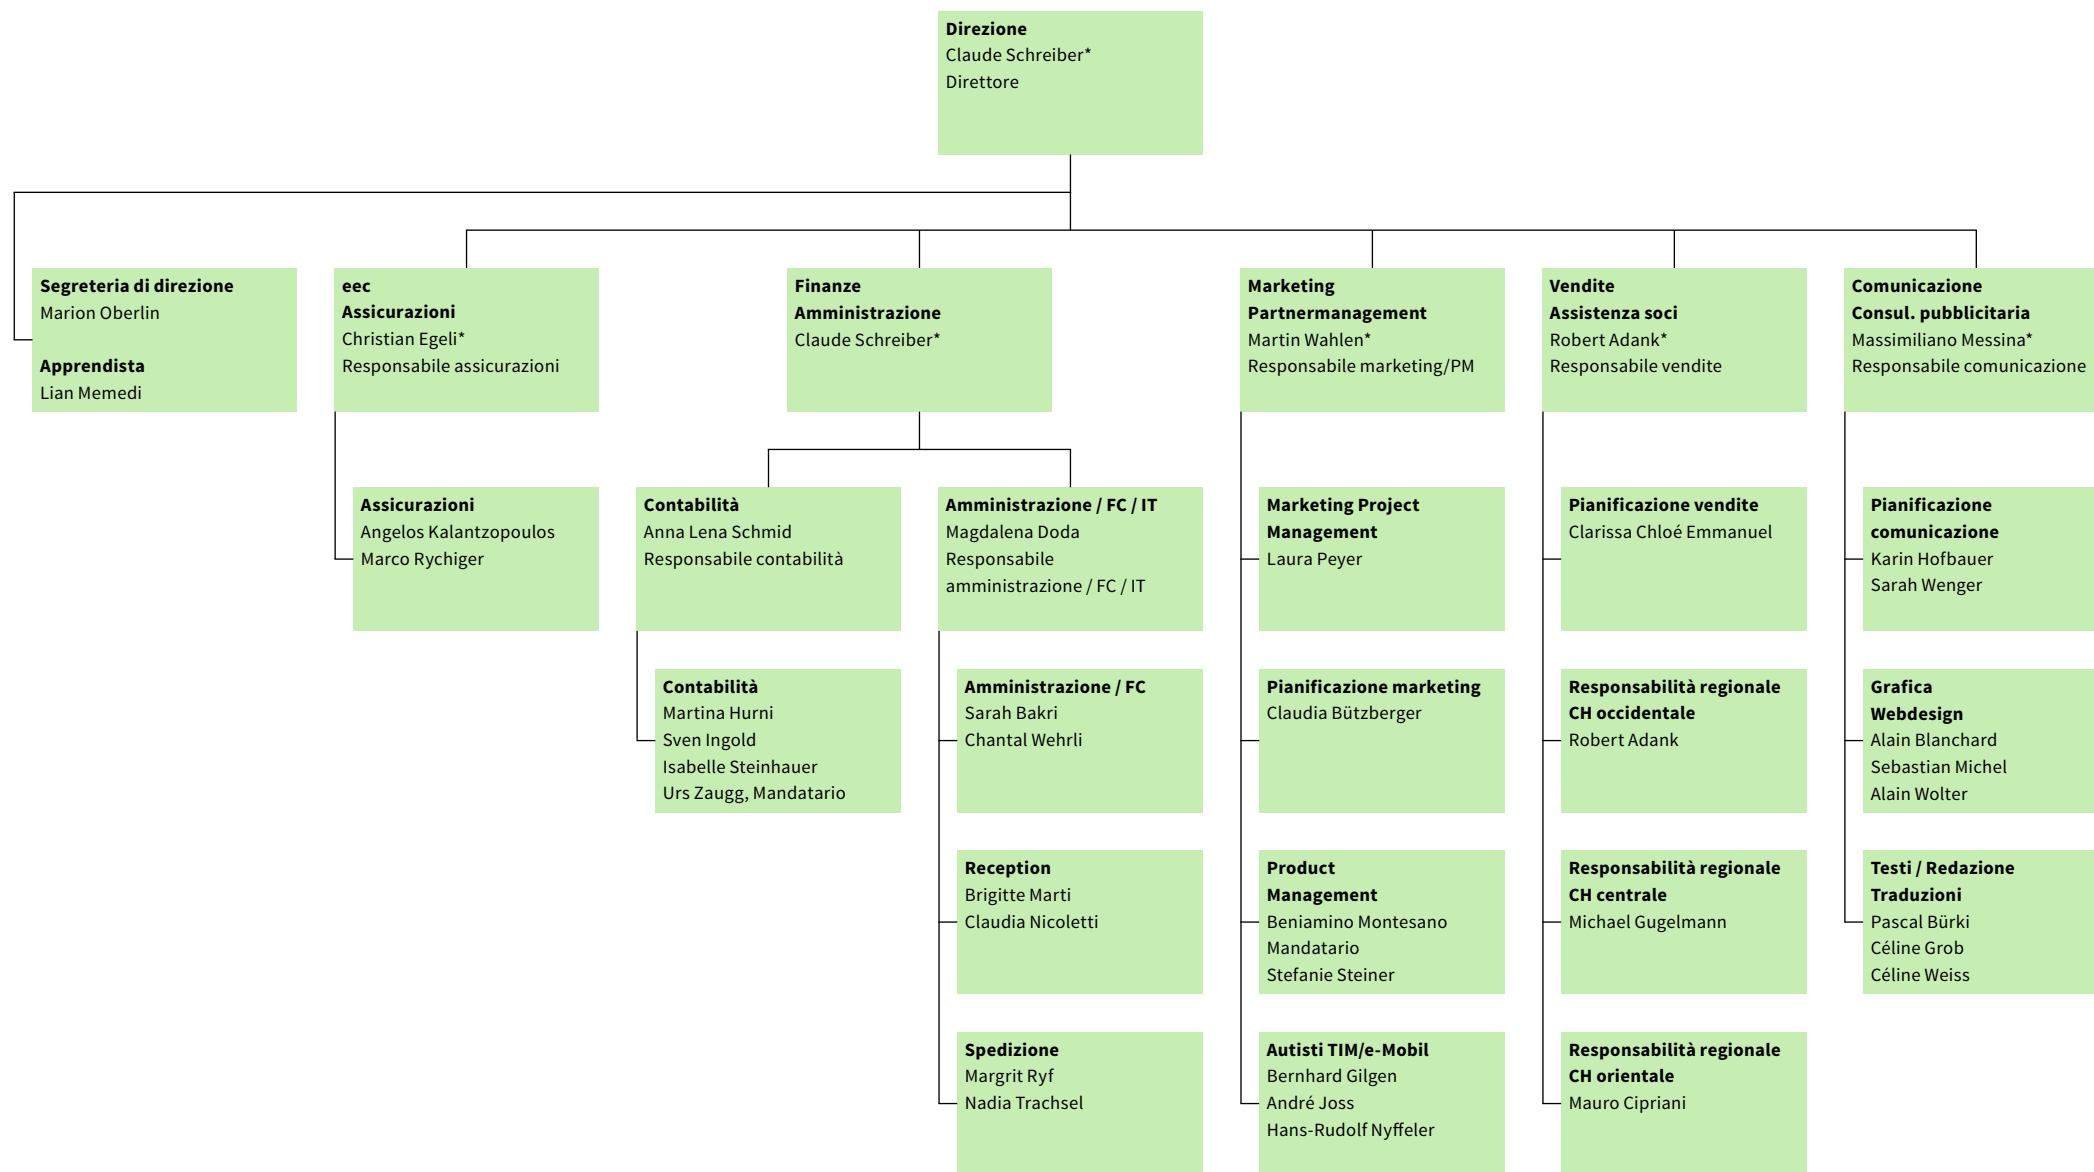 Direzione
Claude Schreiber*
Direttore
Segreteria di direzione
Marion Oberlin
Apprendista
Lian Memedi
eec
Assicurazioni
Christian Egeli*
Responsabile assicurazioni
Finanze
Amministrazione
Claude Schreiber*
Marketing
Partnermanagement
Martin Wahlen*
Responsabile marketing/PM
Vendite
Assistenza soci
Robert Adank*
Responsabile vendite
Comunicazione
Consul. pubblicitaria
Massimiliano Messina*
Responsabile comunicazione
Assicurazioni
Angelos Kalantzopoulos
Marco Rychiger
Contabilità
Anna Lena Schmid
Responsabile contabilità
Amministrazione / FC / IT
Magdalena Doda
Responsabile
amministrazione / FC / IT
Marketing Project
Management
Laura Peyer
Pianificazione vendite
Clarissa Chloé Emmanuel
Pianificazione
comunicazione
Karin Hofbauer
Sarah Wenger
Contabilità
Martina Hurni
Sven Ingold
Isabelle Steinhauer
Urs Zaugg, Mandatario
Amministrazione / FC
Sarah Bakri
Chantal Wehrli
Pianificazione marketing
Claudia Bützberger
Responsabilità regionale
CH occidentale
Robert Adank
Grafica
Webdesign
Alain Blanchard
Sebastian Michel
Alain Wolter
Reception
Brigitte Marti
Claudia Nicoletti
Product
Management
Beniamino Montesano
Mandatario
Stefanie Steiner
Responsabilità regionale
CH centrale
Michael Gugelmann
Testi / Redazione
Traduzioni
Pascal Bürki
Céline Grob
Céline Weiss
Spedizione
Margrit Ryf
Nadia Trachsel
Autisti TIM/e-Mobil
Bernhard Gilgen
André Joss
Hans-Rudolf Nyffeler
Responsabilità regionale
CH orientale
Mauro Cipriani